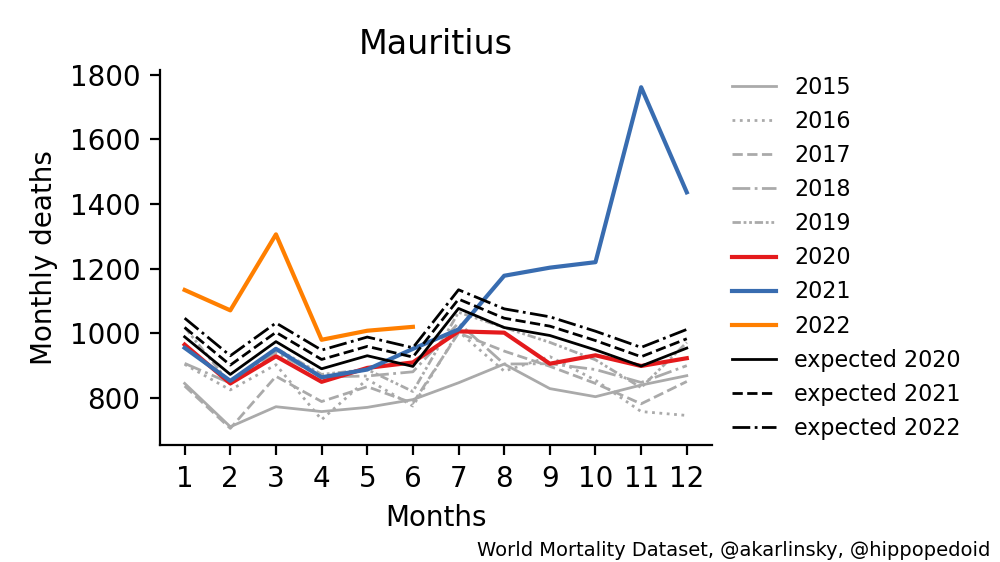 Mauritius
1800
1600
1400
1200
1000
800
Monthly deaths
1 2 3 4 5 6 7 8 9 10 11 12
Months
2015
2016
2017
2018
2019
2020
2021
2022
expected 2020
expected 2021
expected 2022
World Mortality Dataset, @akarlinsky, @hippopedoid